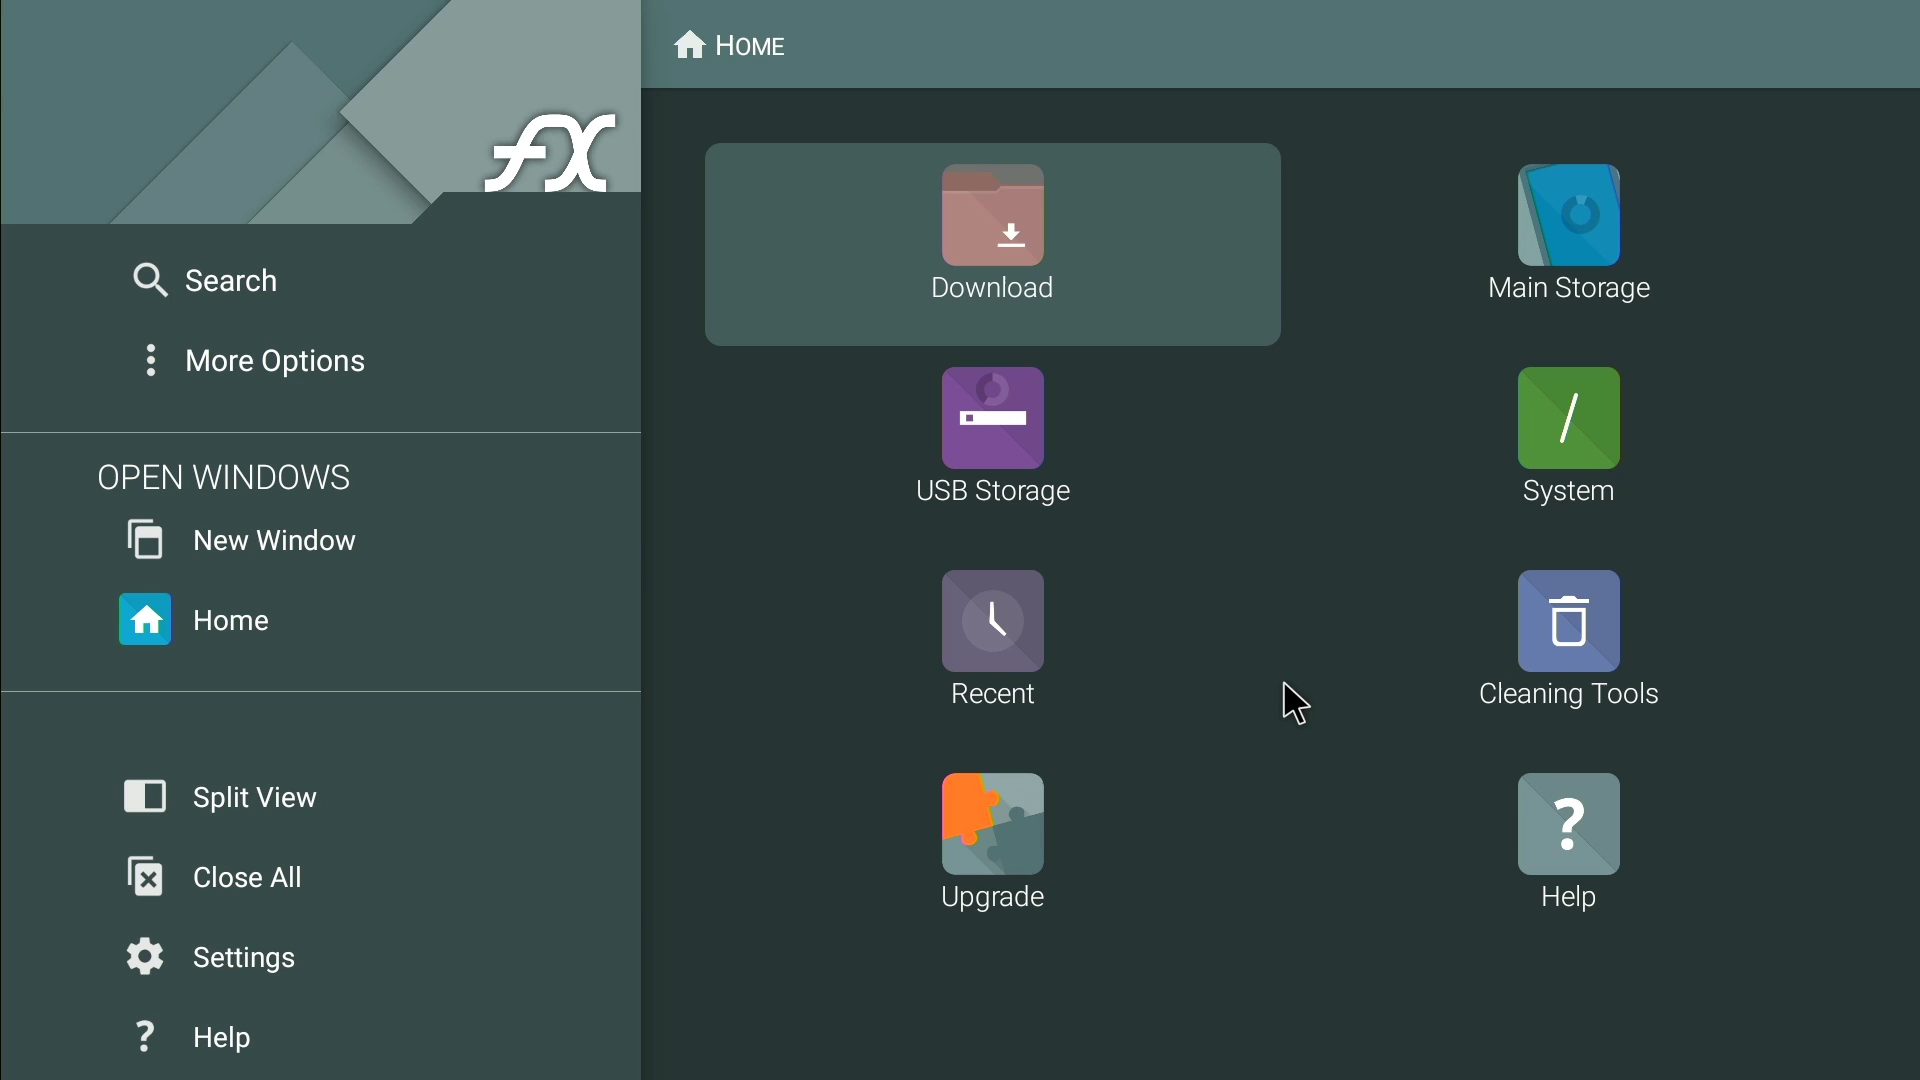 fX
HOME
Search
More Options
OPEN WINDOWS
New Window
Home
Split View
Close All
Settings
? Help
Download
Main Storage
USB Storage
/
System
Recent
Cleaning Tools
Upgrade
?
Help